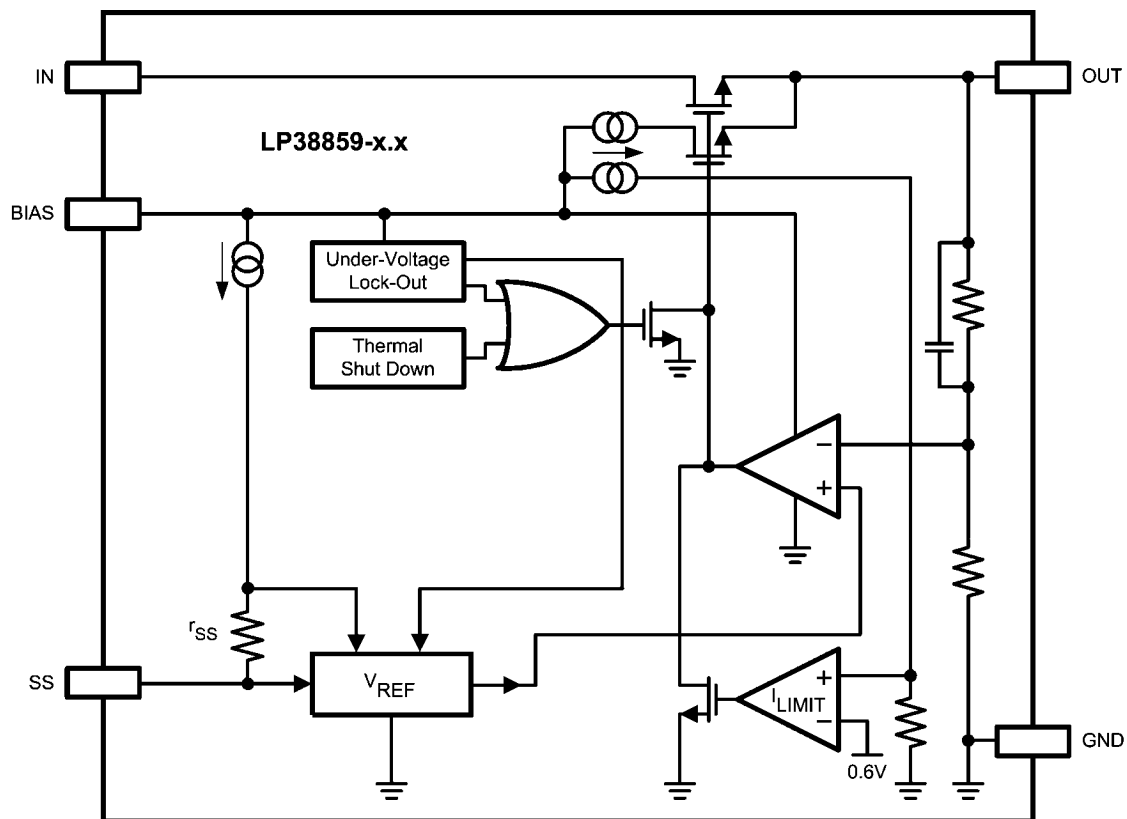 IN
OUT
LP38859-x.x
BIAS
Under-Voltage
Lock-Out
Thermal
Shut Down
−
+
rSS
SS
VREF
ILIMIT
+
−
0.6V
GND